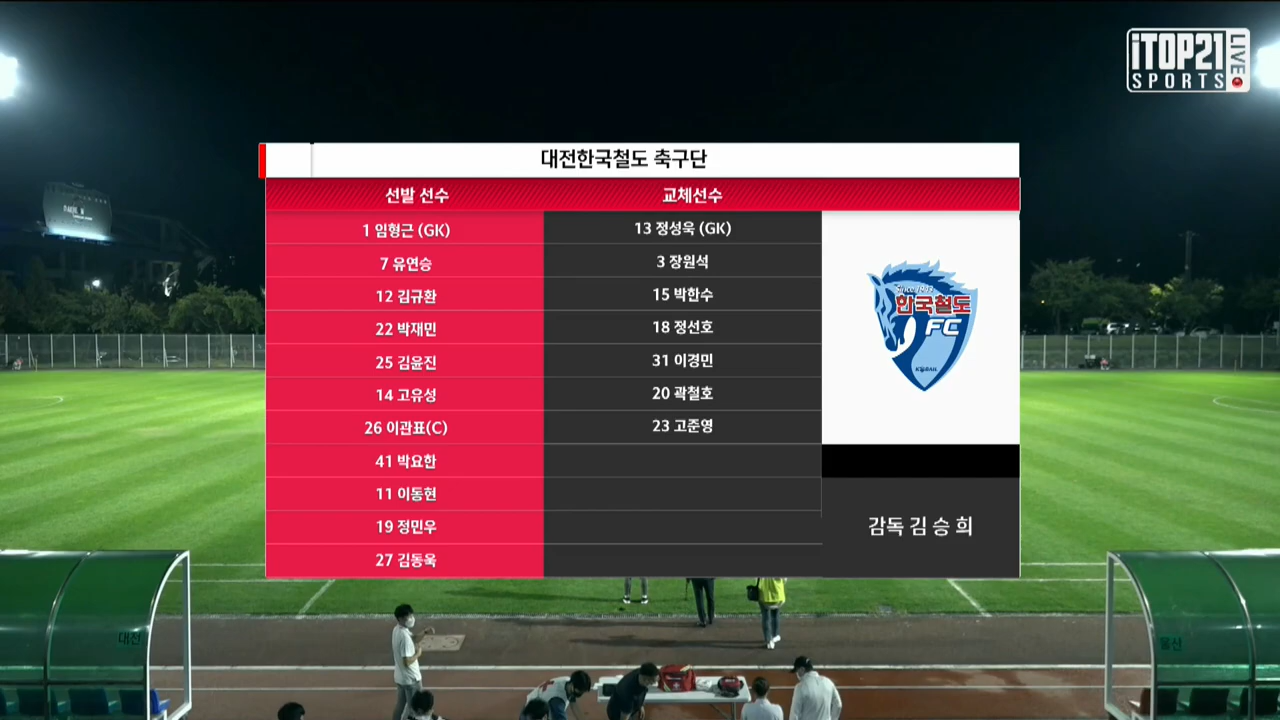 iTOP21
SPORTS
LIVE
대전한국철도 축구단
선발 선수
교체선수
1 임형근 (GK)
13 정성욱 (GK)
7 유연승
3 장원석
12 김규환
15 박한수
22 박재민
18 정선호
25 김윤진
31 이경민
14 고유성
20 곽철호
26 이관표(C)
23 고준영
41 박요한
11 이동현
19 정민우
27 김동욱
한국철도
FC
KORAIL
감독 김 승 희
대전
울산